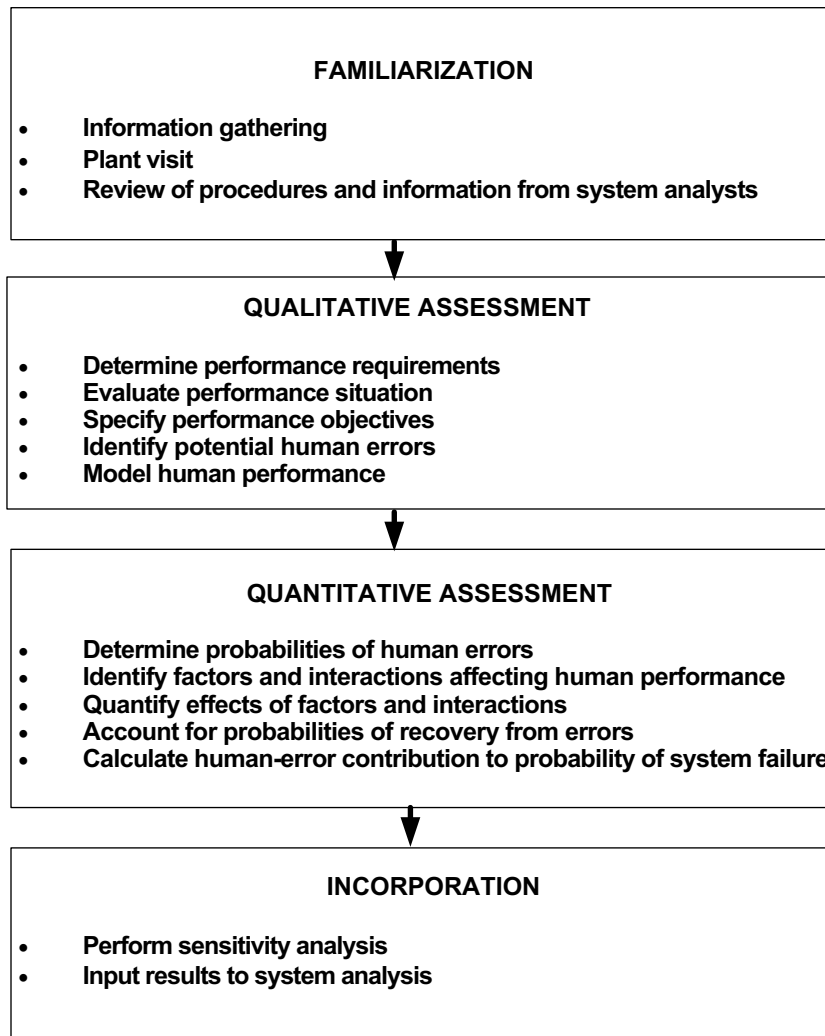 FAMILIARIZATION
• Information gathering
• Plant visit
• Review of procedures and information from system analysts
QUALITATIVE ASSESSMENT
• Determine performance requirements
• Evaluate performance situation
• Specify performance objectives
• Identify potential human errors
• Model human performance
QUANTITATIVE ASSESSMENT
• Determine probabilities of human errors
• Identify factors and interactions affecting human performance
• Quantify effects of factors and interactions
• Account for probabilities of recovery from errors
• Calculate human-error contribution to probability of system failure
INCORPORATION
• Perform sensitivity analysis
• Input results to system analysis